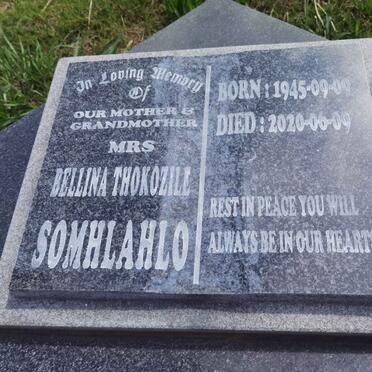 In Loving Memory
Of
OUR MOTHER &
GRANDMOTHER
MRS
BELLINA THOKOZILE
SOMHLAHLO
BORN : 1945-09-09
DIED : 2020-06-09
REST IN PEACE YOU WILL
ALWAYS BE IN OUR HEART